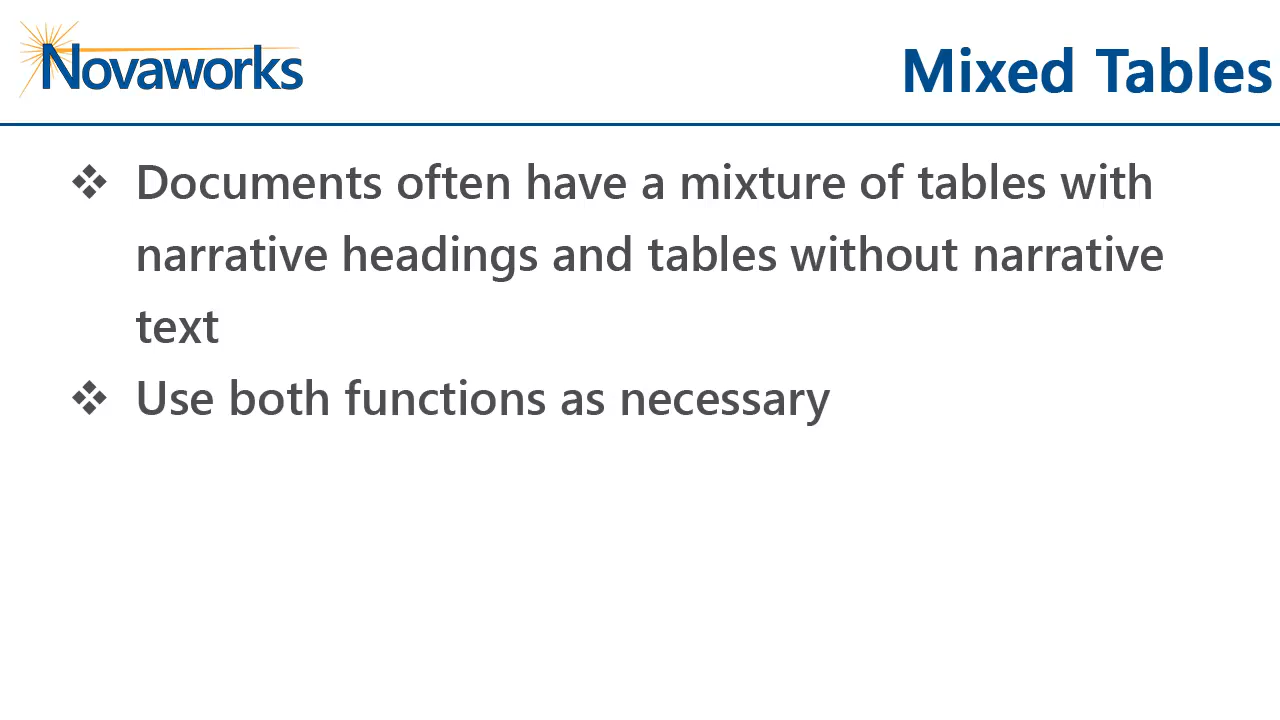 Novaworks
Mixed Tables
Documents often have a mixture of tables with
narrative headings and tables without narrative
text
Use both functions as necessary